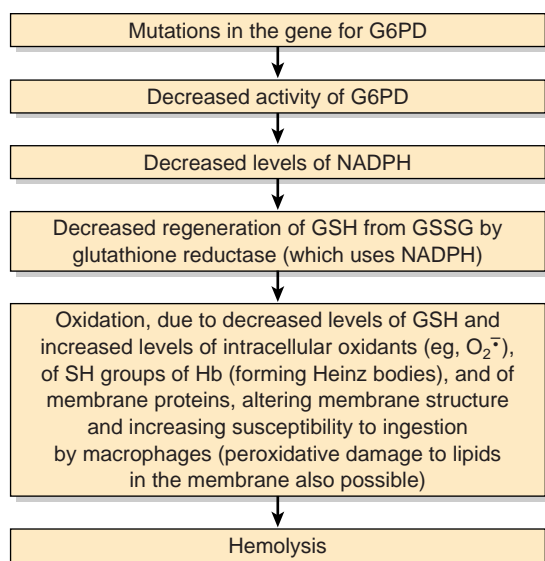 Mutations in the gene for G6PD
Decreased activity of G6PD
Decreased levels of NADPH
Decreased regeneration of GSH from GSSG by
glutathione reductase (which uses NADPH)
Oxidation, due to decreased levels of GSH and
increased levels of intracellular oxidants (eg, O₂⁻•),
of SH groups of Hb (forming Heinz bodies), and of
membrane proteins, altering membrane structure
and increasing susceptibility to ingestion
by macrophages (peroxidative damage to lipids
in the membrane also possible)
Hemolysis